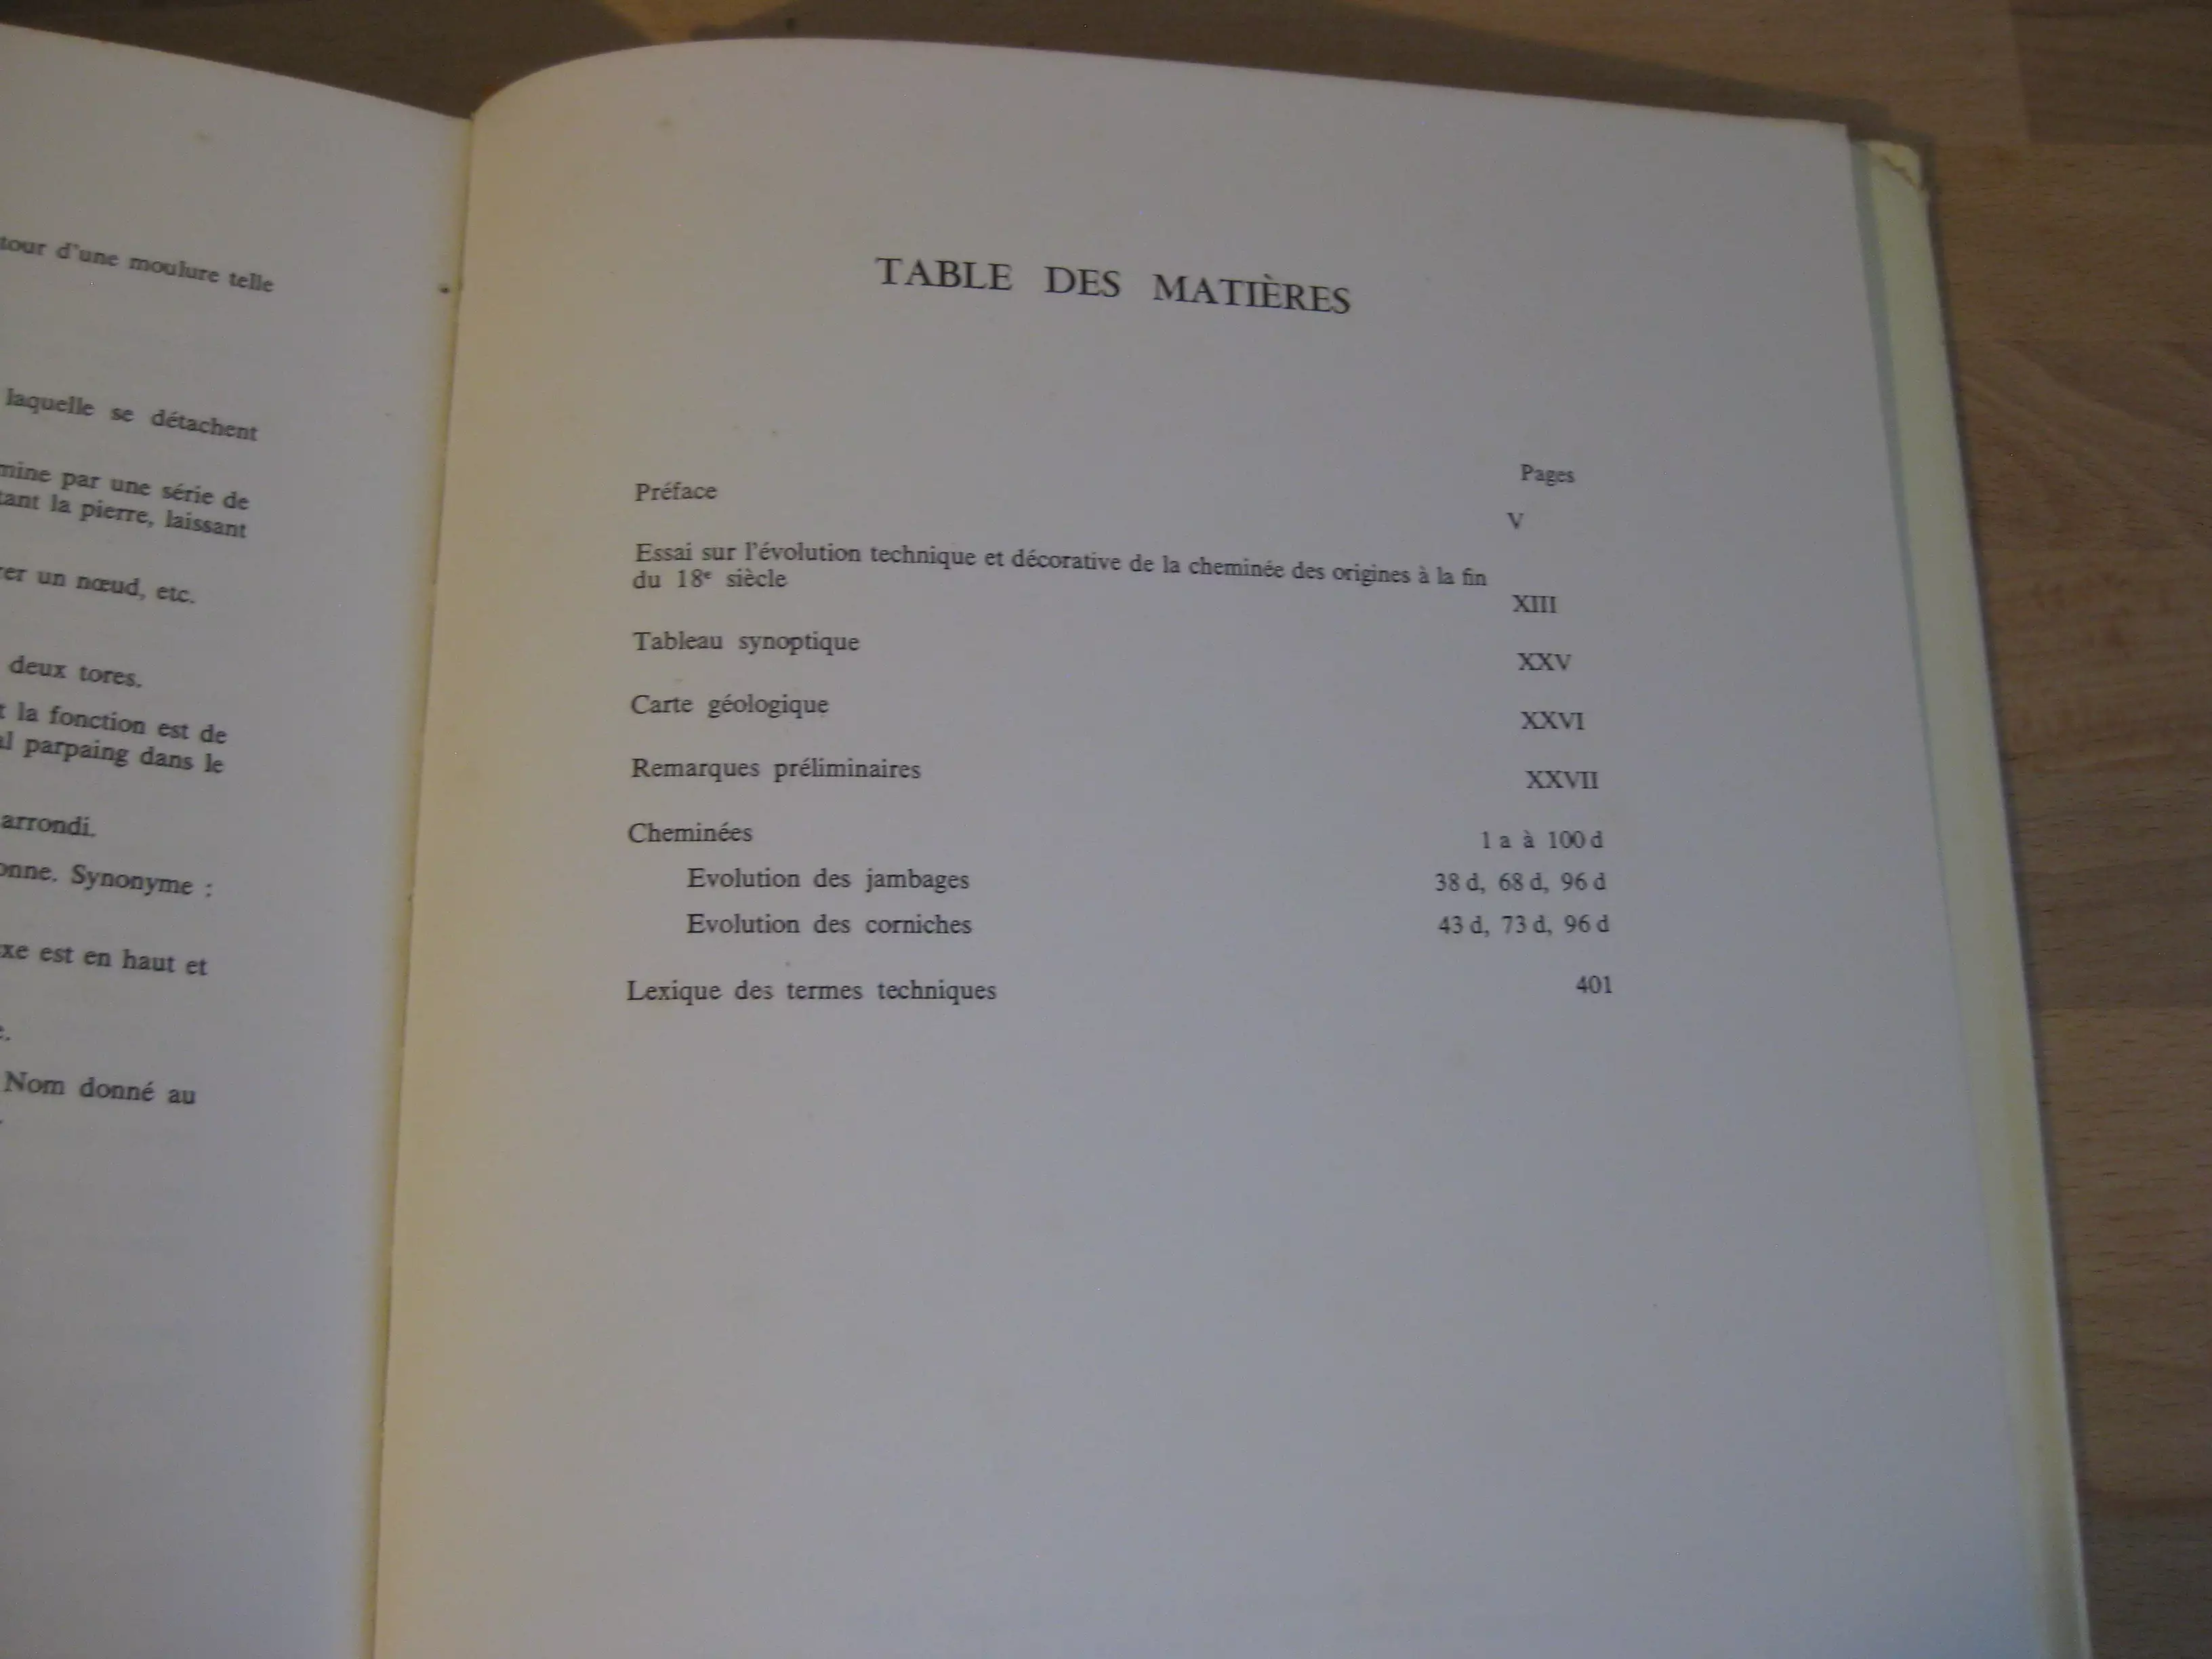 tour d'une moulure telle
laquelle se détachent
mine par une série de
tant la pierre, laissant
rer un nœud, etc.
deux tores.
t la fonction est de
al parpaing dans le
arrondi.
onne. Synonyme :
xe est en haut et
e.
Nom donné au
TABLE DES MATIÈRES
Pages
Préface V
Essai sur l'évolution technique et décorative de la cheminée des origines à la fin
du 18e siècle XIII
Tableau synoptique XXV
Carte géologique XXVI
Remarques préliminaires XXVII
Cheminées 1 a à 100 d
Evolution des jambages 38 d, 68 d, 96 d
Evolution des corniches 43 d, 73 d, 96 d
Lexique des termes techniques 401